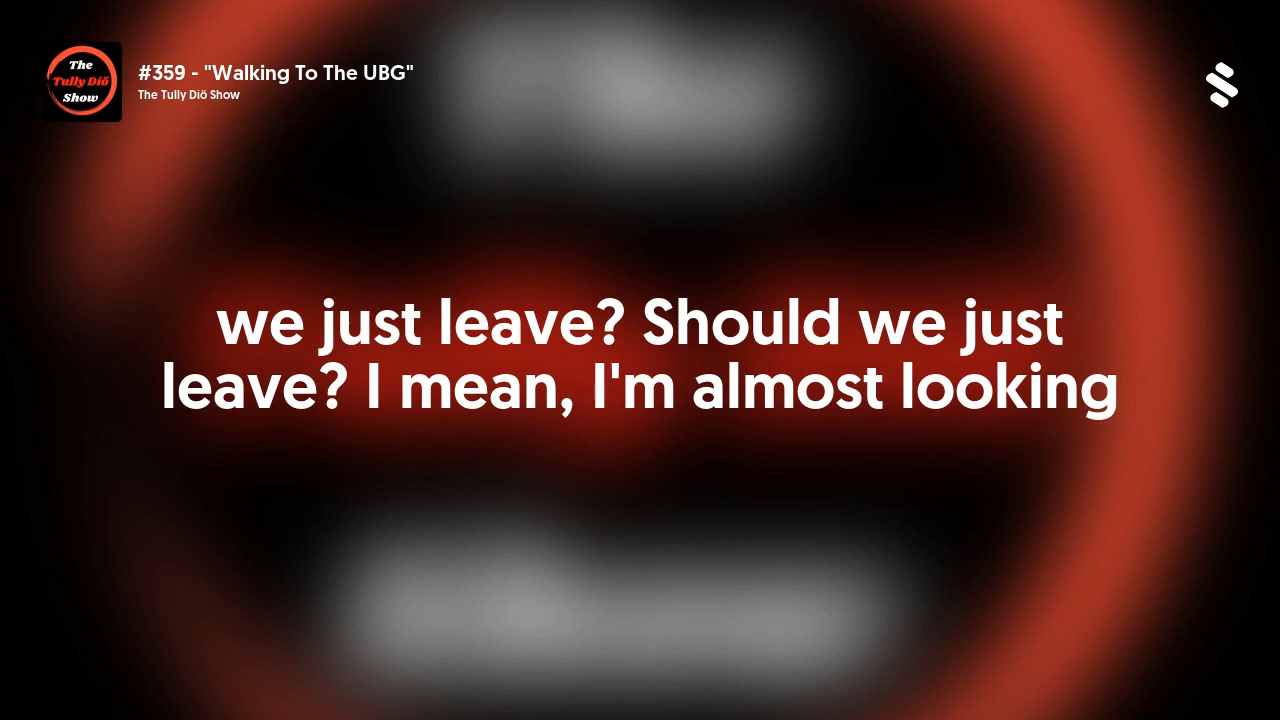 The
Tully Diö
Show
#359 - "Walking To The UBG"
The Tully Diö Show
we just leave? Should we just
leave? I mean, I'm almost looking